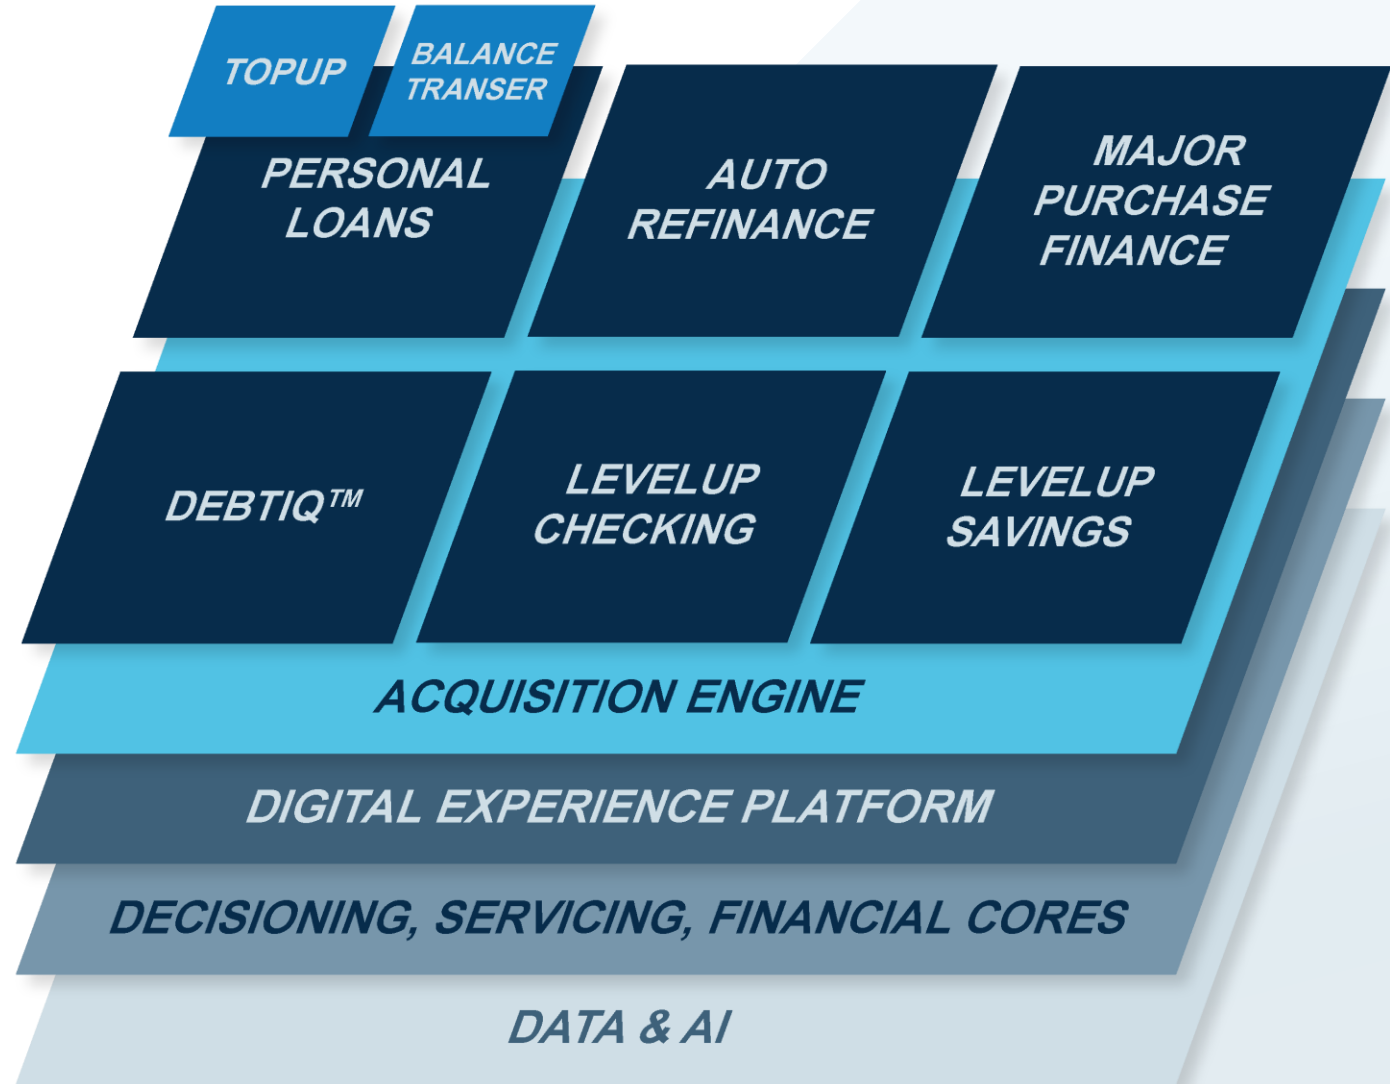 TOPUP
BALANCE
TRANSER
PERSONAL
LOANS
AUTO
REFINANCE
MAJOR
PURCHASE
FINANCE
DEBTIQ™
LEVELUP
CHECKING
LEVELUP
SAVINGS
ACQUISITION ENGINE
DIGITAL EXPERIENCE PLATFORM
DECISIONING, SERVICING, FINANCIAL CORES
DATA & AI